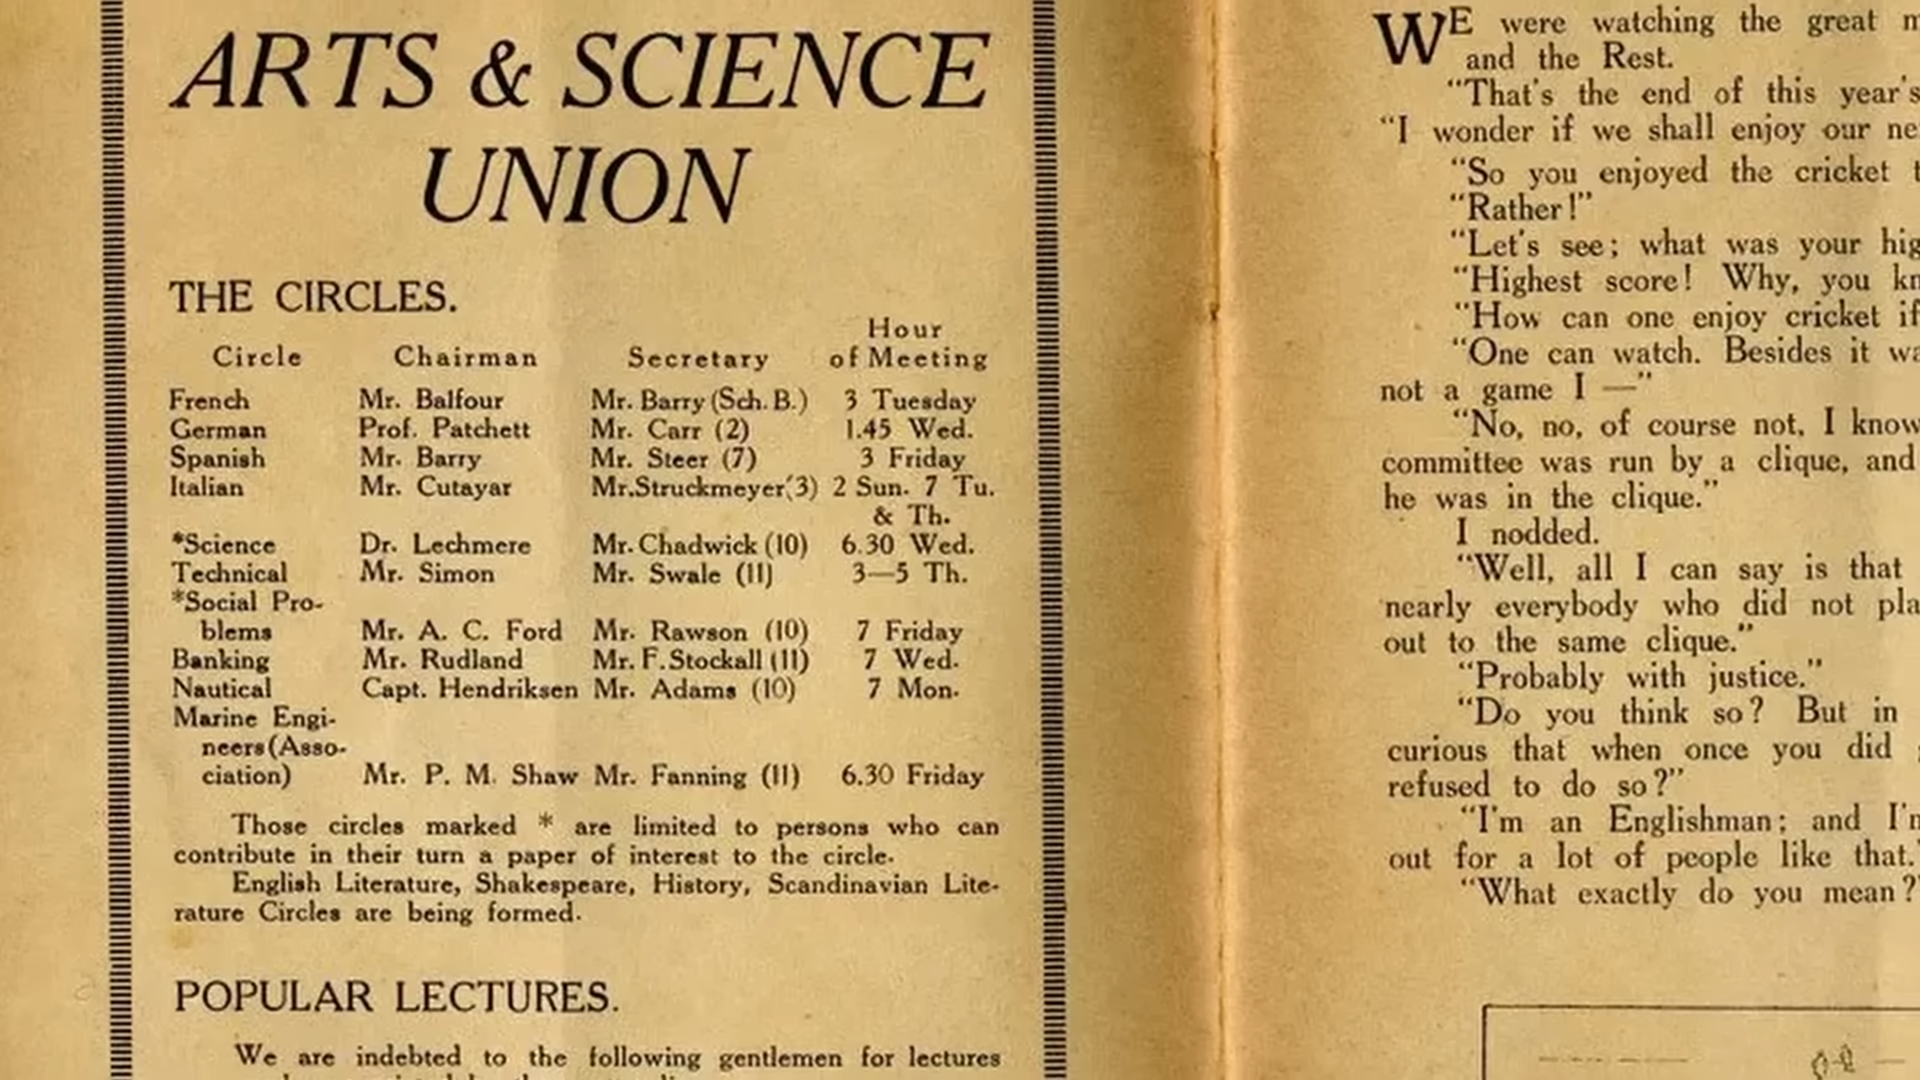 ARTS & SCIENCE
UNION
THE CIRCLES.
Hour
Circle Chairman Secretary of Meeting
French Mr. Balfour Mr. Barry (Sch. B.) 3 Tuesday
German Prof. Patchett Mr. Carr (2) 1.45 Wed.
Spanish Mr. Barry Mr. Steer (7) 3 Friday
Italian Mr. Cutayar Mr.Struckmeyer(3) 2 Sun. 7 Tu.
& Th.
*Science Dr. Lechmere Mr. Chadwick (10) 6.30 Wed.
Technical Mr. Simon Mr. Swale (11) 3—5 Th.
*Social Pro-
blems Mr. A. C. Ford Mr. Rawson (10) 7 Friday
Banking Mr. Rudland Mr. F. Stockall (11) 7 Wed.
Nautical Capt. Hendriksen Mr. Adams (10) 7 Mon.
Marine Engi-
neers (Asso-
ciation) Mr. P. M. Shaw Mr. Fanning (11) 6.30 Friday
Those circles marked * are limited to persons who can
contribute in their turn a paper of interest to the circle.
English Literature, Shakespeare, History, Scandinavian Lite-
rature Circles are being formed.
POPULAR LECTURES.
We are indebted to the following gentlemen for lectures
WE were watching the great
and the Rest.
"That's the end of this year's
"I wonder if we shall enjoy our
"So you enjoyed the cricket
"Rather!"
"Let's see; what was your
"Highest score! Why, you
"How can one enjoy cricket if
"One can watch. Besides it
not a game I —"
"No, no, of course not, I know
committee was run by a clique, and
he was in the clique."
I nodded.
"Well, all I can say is that
nearly everybody who did not
out to the same clique."
"Probably with justice."
"Do you think so? But in
curious that when once you did
refused to do so?"
"I'm an Englishman; and
out for a lot of people like that."
"What exactly do you mean?"